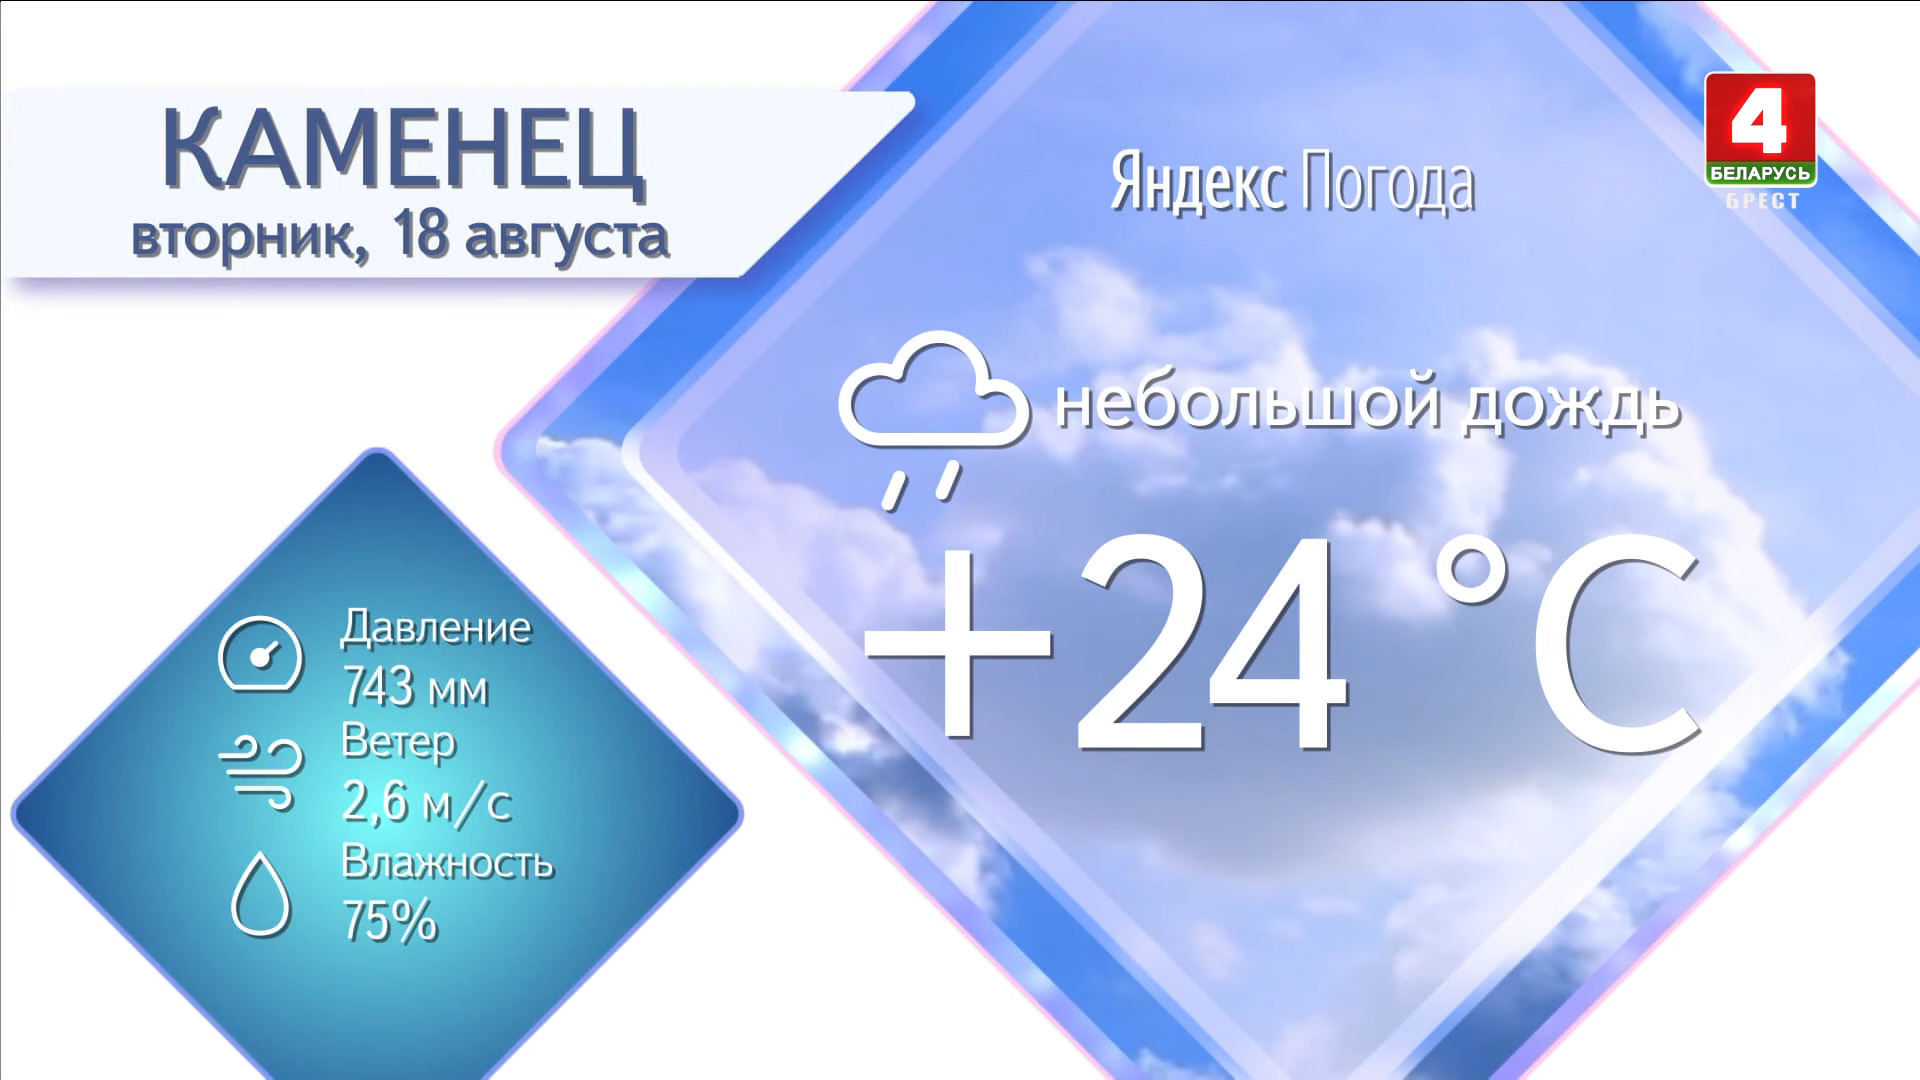 КАМЕНЕЦ
вторник, 18 августа
Яндекс Погода
4
БЕЛАРУСЬ
БРЕСТ
небольшой дождь
+24 °C
Давление
743 мм
Ветер
2,6 м/с
Влажность
75%